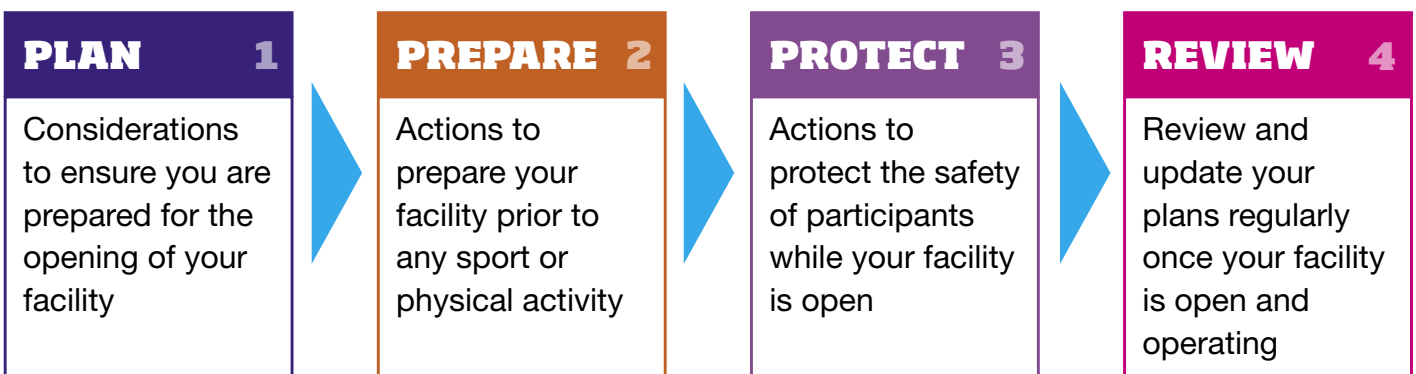 PLAN 1
Considerations
to ensure you are
prepared for the
opening of your
facility
PREPARE 2
Actions to
prepare your
facility prior to
any sport or
physical activity
PROTECT 3
Actions to
protect the safety
of participants
while your facility
is open
REVIEW 4
Review and
update your
plans regularly
once your facility
is open and
operating